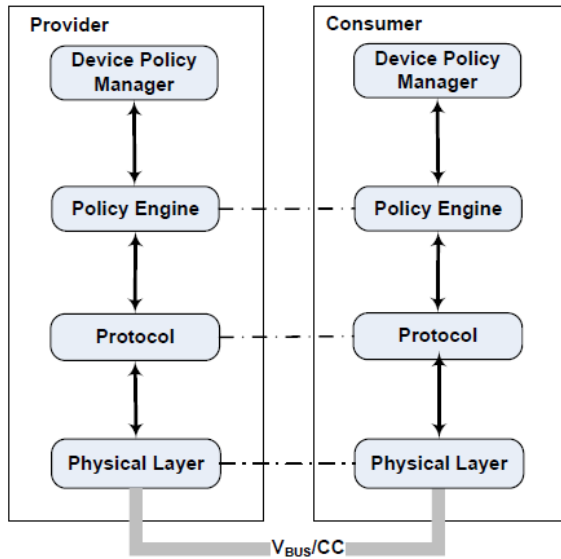 Provider
Device Policy
Manager
Policy Engine
Protocol
Physical Layer
Consumer
Device Policy
Manager
Policy Engine
Protocol
Physical Layer
VBUS/CC